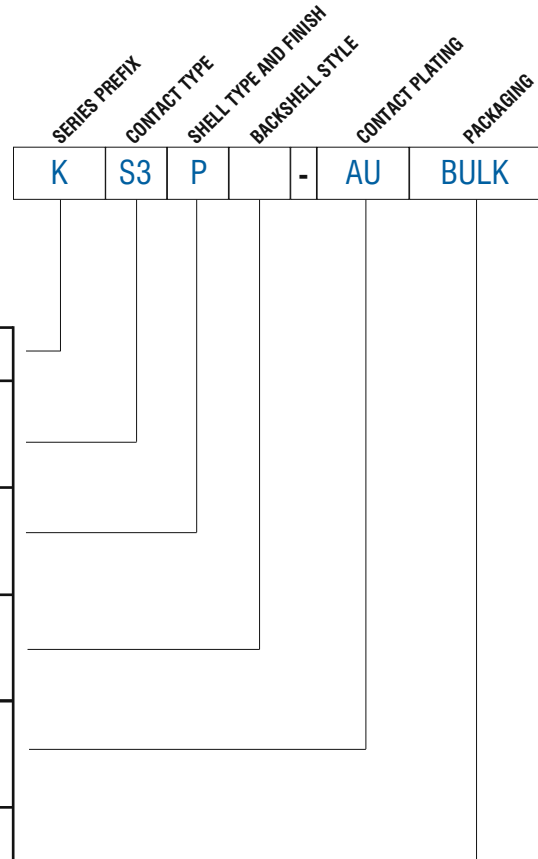 SERIES PREFIX
CONTACT TYPE
SHELL TYPE AND FINISH
BACKSHELL STYLE
CONTACT PLATING
PACKAGING
K S3 P - AU BULK